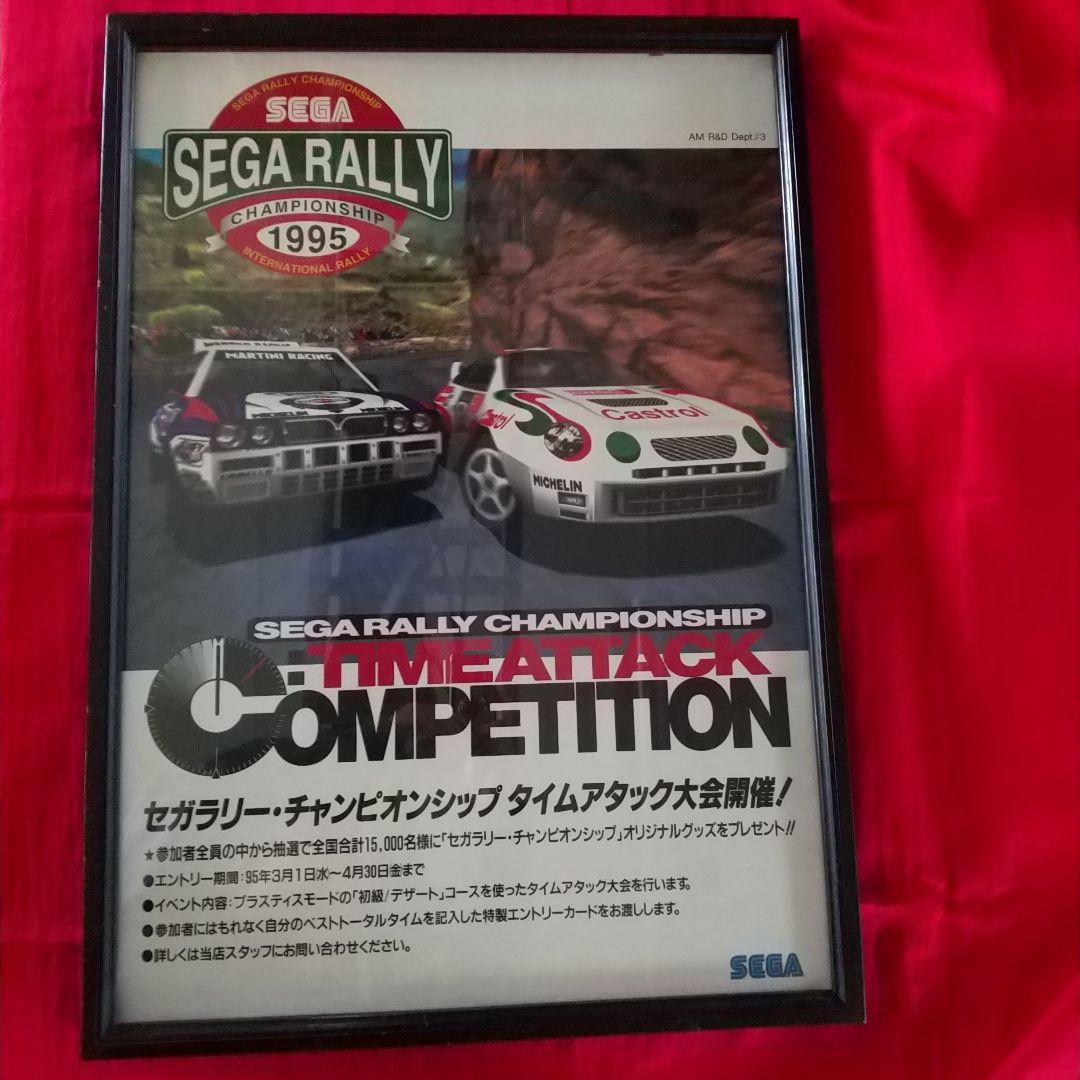 SEGA RALLY CHAMPIONSHIP
SEGA
SEGA RALLY
CHAMPIONSHIP
1995
INTERNATIONAL RALLY
AM R&D Dept.#3
MARTINI RACING
Castrol
Castrol
MICHELIN
SEGA RALLY CHAMPIONSHIP
TIME ATTACK
COMPETITION
セガラリー・チャンピオンシップ タイムアタック大会開催!
★参加者全員の中から抽選で全国合計15,000名様に「セガラリー・チャンピオンシップ」オリジナルグッズをプレゼント!!
●エントリー期間:95年3月1日水〜4月30日金まで
●イベント内容:プラスティスモードの「初級/デザート」コースを使ったタイムアタック大会を行います。
●参加者にはもれなく自分のベストトータルタイムを記入した特製エントリーカードをお渡しします。
●詳しくは当店スタッフにお問い合わせください。
SEGA